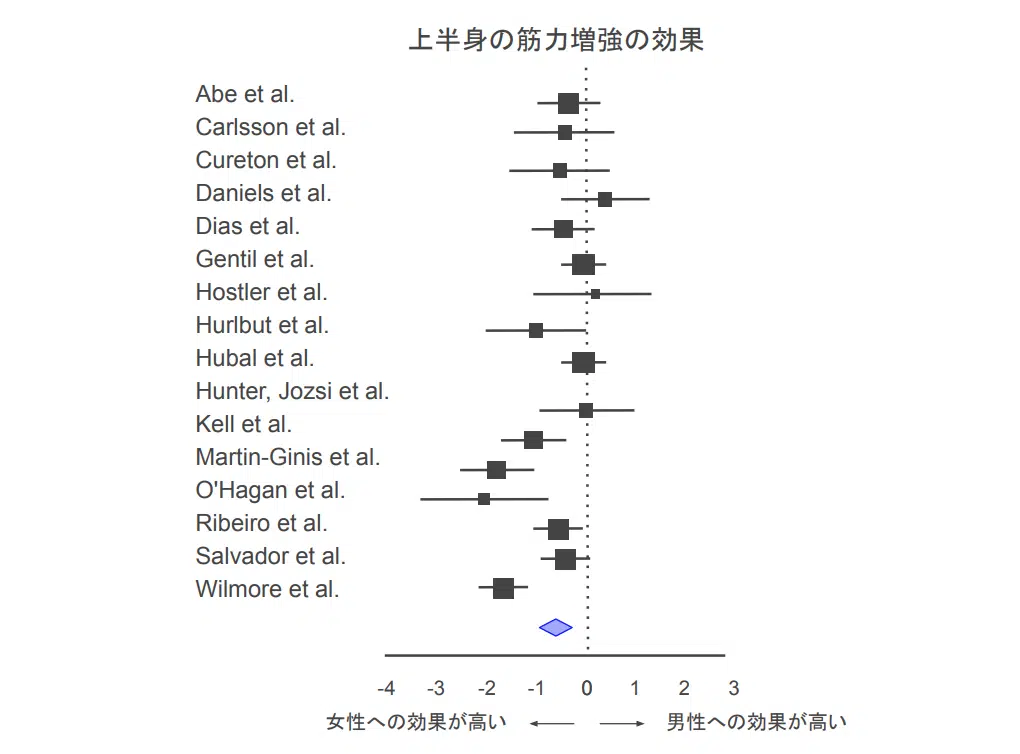 上半身の筋力増強の効果
Abe et al.
Carlsson et al.
Cureton et al.
Daniels et al.
Dias et al.
Gentil et al.
Hostler et al.
Hurlbut et al.
Hubal et al.
Hunter, Jozsi et al.
Kell et al.
Martin-Ginis et al.
O'Hagan et al.
Ribeiro et al.
Salvador et al.
Wilmore et al.
-4 -3 -2 -1 0 1 2 3
女性への効果が高い 男性への効果が高い